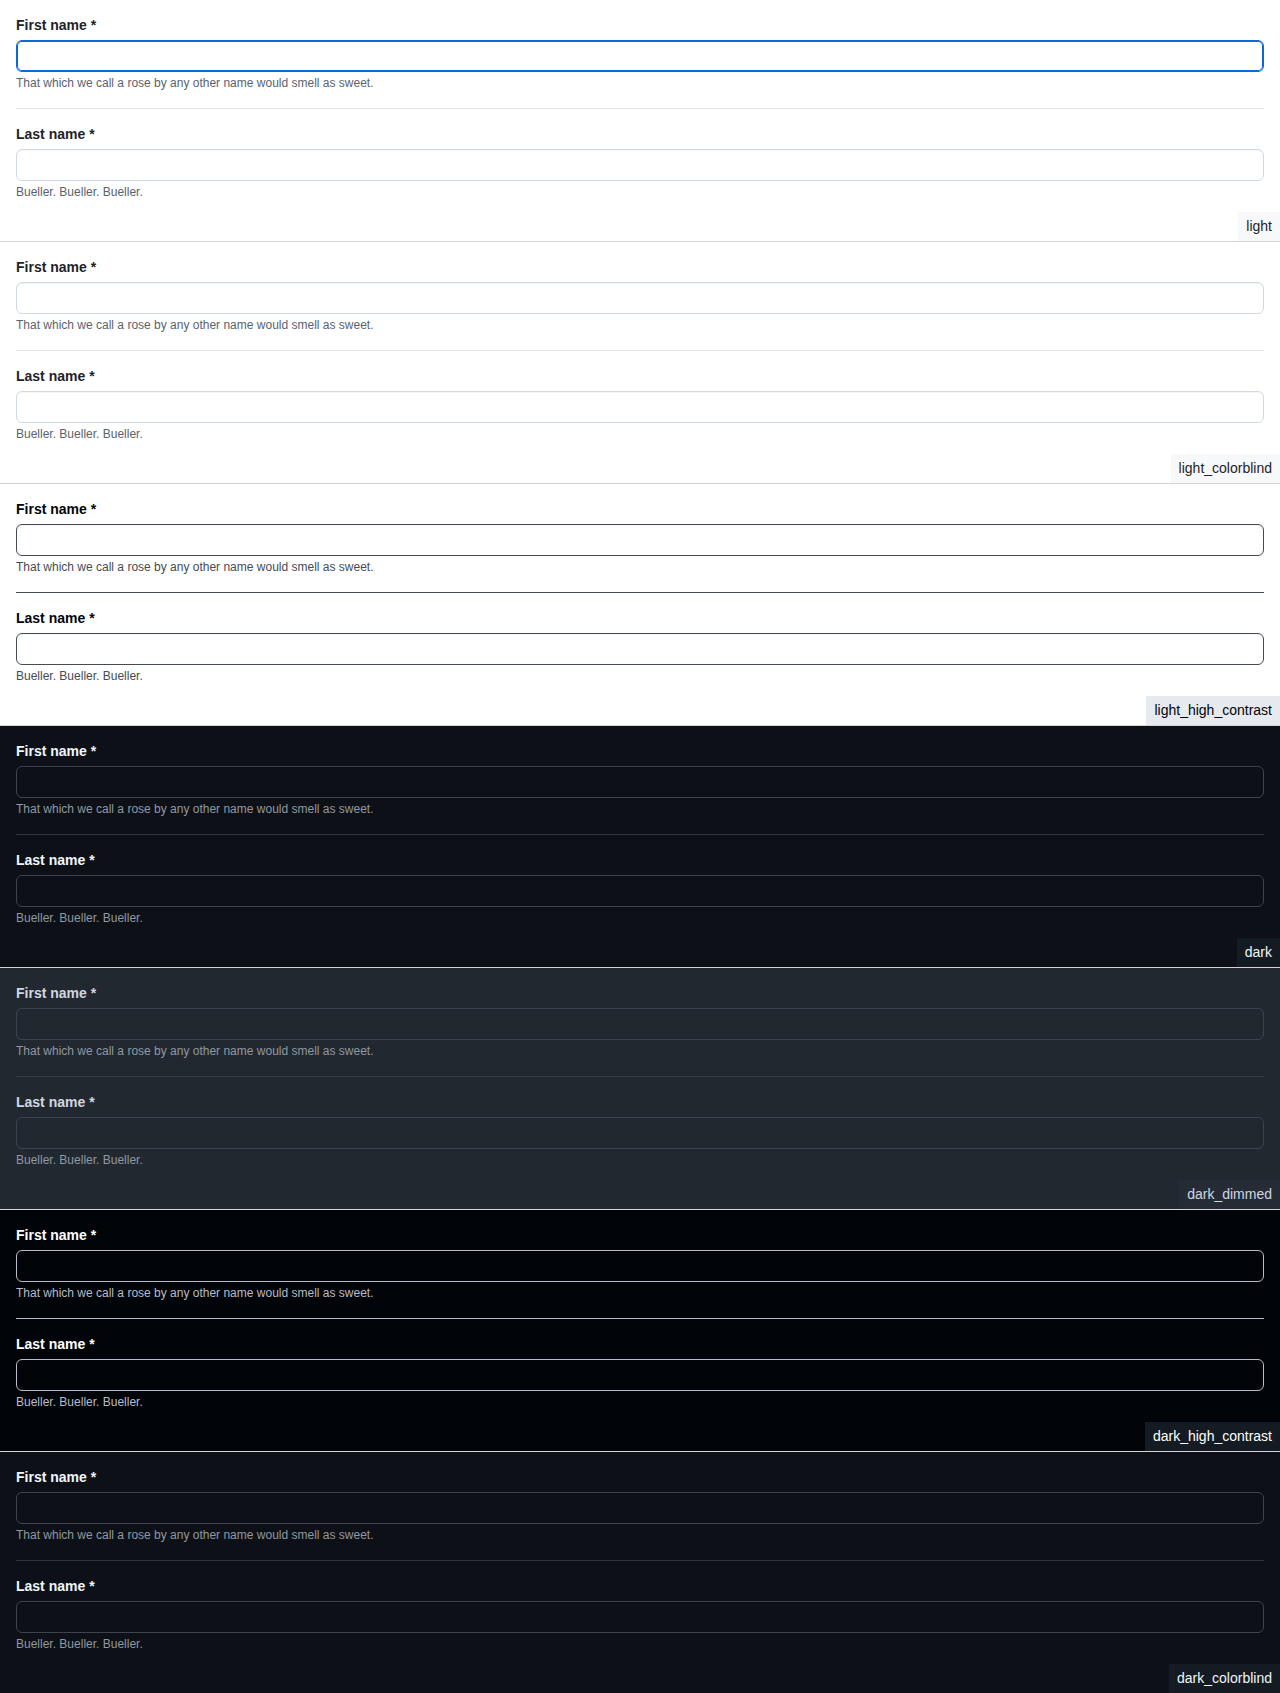 First name *
That which we call a rose by any other name would smell as sweet.
Last name *
Bueller. Bueller. Bueller.
light
First name *
That which we call a rose by any other name would smell as sweet.
Last name *
Bueller. Bueller. Bueller.
light_colorblind
First name *
That which we call a rose by any other name would smell as sweet.
Last name *
Bueller. Bueller. Bueller.
light_high_contrast
First name *
That which we call a rose by any other name would smell as sweet.
Last name *
Bueller. Bueller. Bueller.
dark
First name *
That which we call a rose by any other name would smell as sweet.
Last name *
Bueller. Bueller. Bueller.
dark_dimmed
First name *
That which we call a rose by any other name would smell as sweet.
Last name *
Bueller. Bueller. Bueller.
dark_high_contrast
First name *
That which we call a rose by any other name would smell as sweet.
Last name *
Bueller. Bueller. Bueller.
dark_colorblind